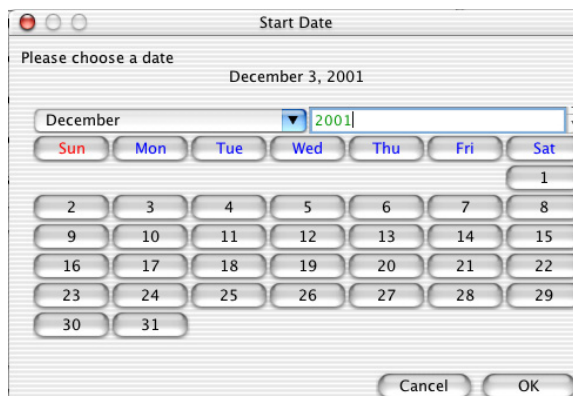 Start Date
Please choose a date
December 3, 2001
December 2001
Sun Mon Tue Wed Thu Fri Sat
1
2 3 4 5 6 7 8
9 10 11 12 13 14 15
16 17 18 19 20 21 22
23 24 25 26 27 28 29
30 31
Cancel OK